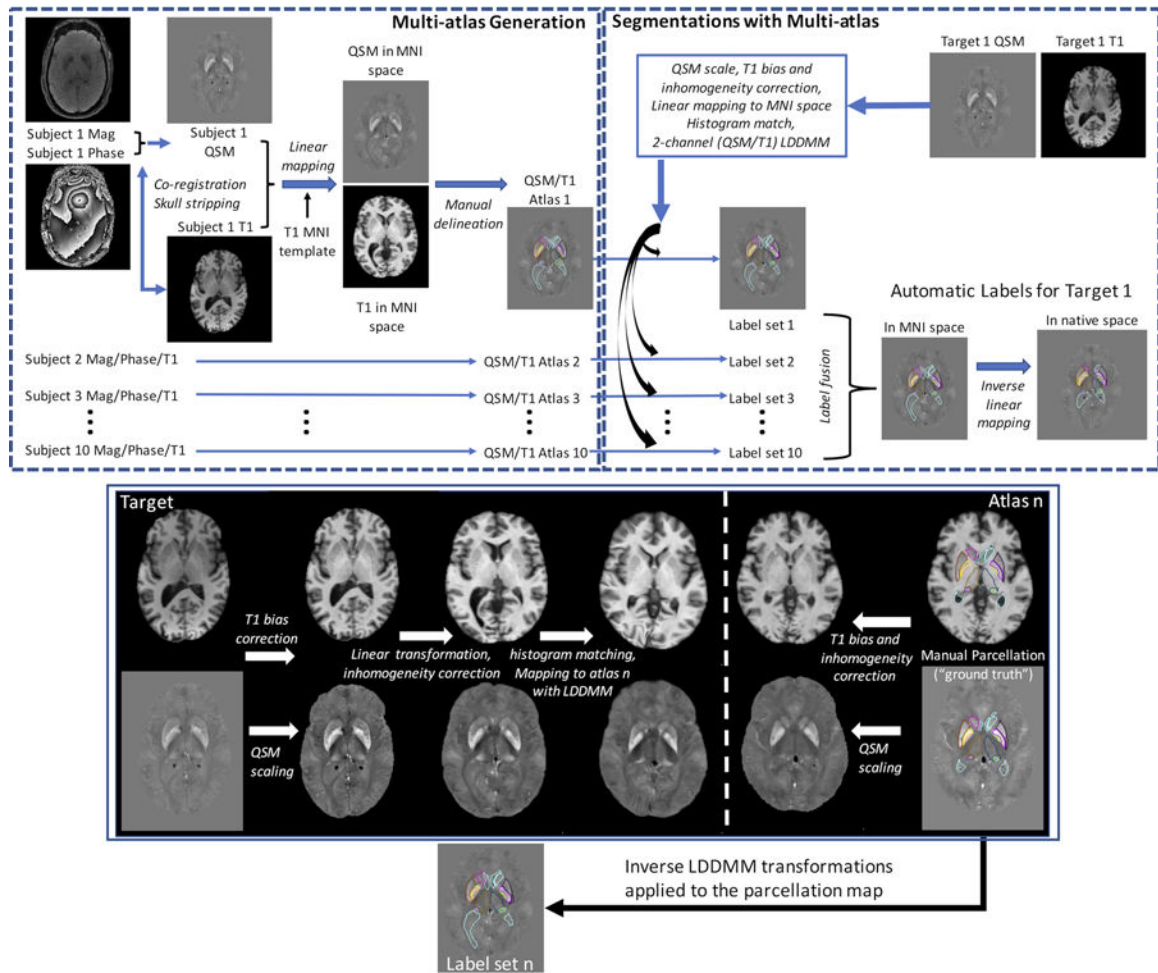 Multi-atlas Generation
Subject 1 Mag
Subject 1 Phase
Subject 1
QSM
Co-registration
Skull stripping
Subject 1 T1
Linear
mapping
T1 MNI
template
QSM in MNI
space
T1 in MNI
space
Manual
delineation
QSM/T1
Atlas 1
Subject 2 Mag/Phase/T1
QSM/T1 Atlas 2
Subject 3 Mag/Phase/T1
QSM/T1 Atlas 3
Subject 10 Mag/Phase/T1
QSM/T1 Atlas 10
Segmentations with Multi-atlas
Target 1 QSM
Target 1 T1
QSM scale, T1 bias and
inhomogeneity correction,
Linear mapping to MNI space
Histogram match,
2-channel (QSM/T1) LDDMM
Label set 1
Label set 2
Label set 3
Label set 10
Label fusion
Automatic Labels for Target 1
In MNI space
In native space
Inverse
linear
mapping
Target
Atlas n
T1 bias
correction
Linear transformation,
inhomogeneity correction
histogram matching,
Mapping to atlas n
with LDDMM
T1 bias and
inhomogeneity
correction
Manual Parcellation
("ground truth")
QSM
scaling
QSM
scaling
Inverse LDDMM transformations
applied to the parcellation map
Label set n